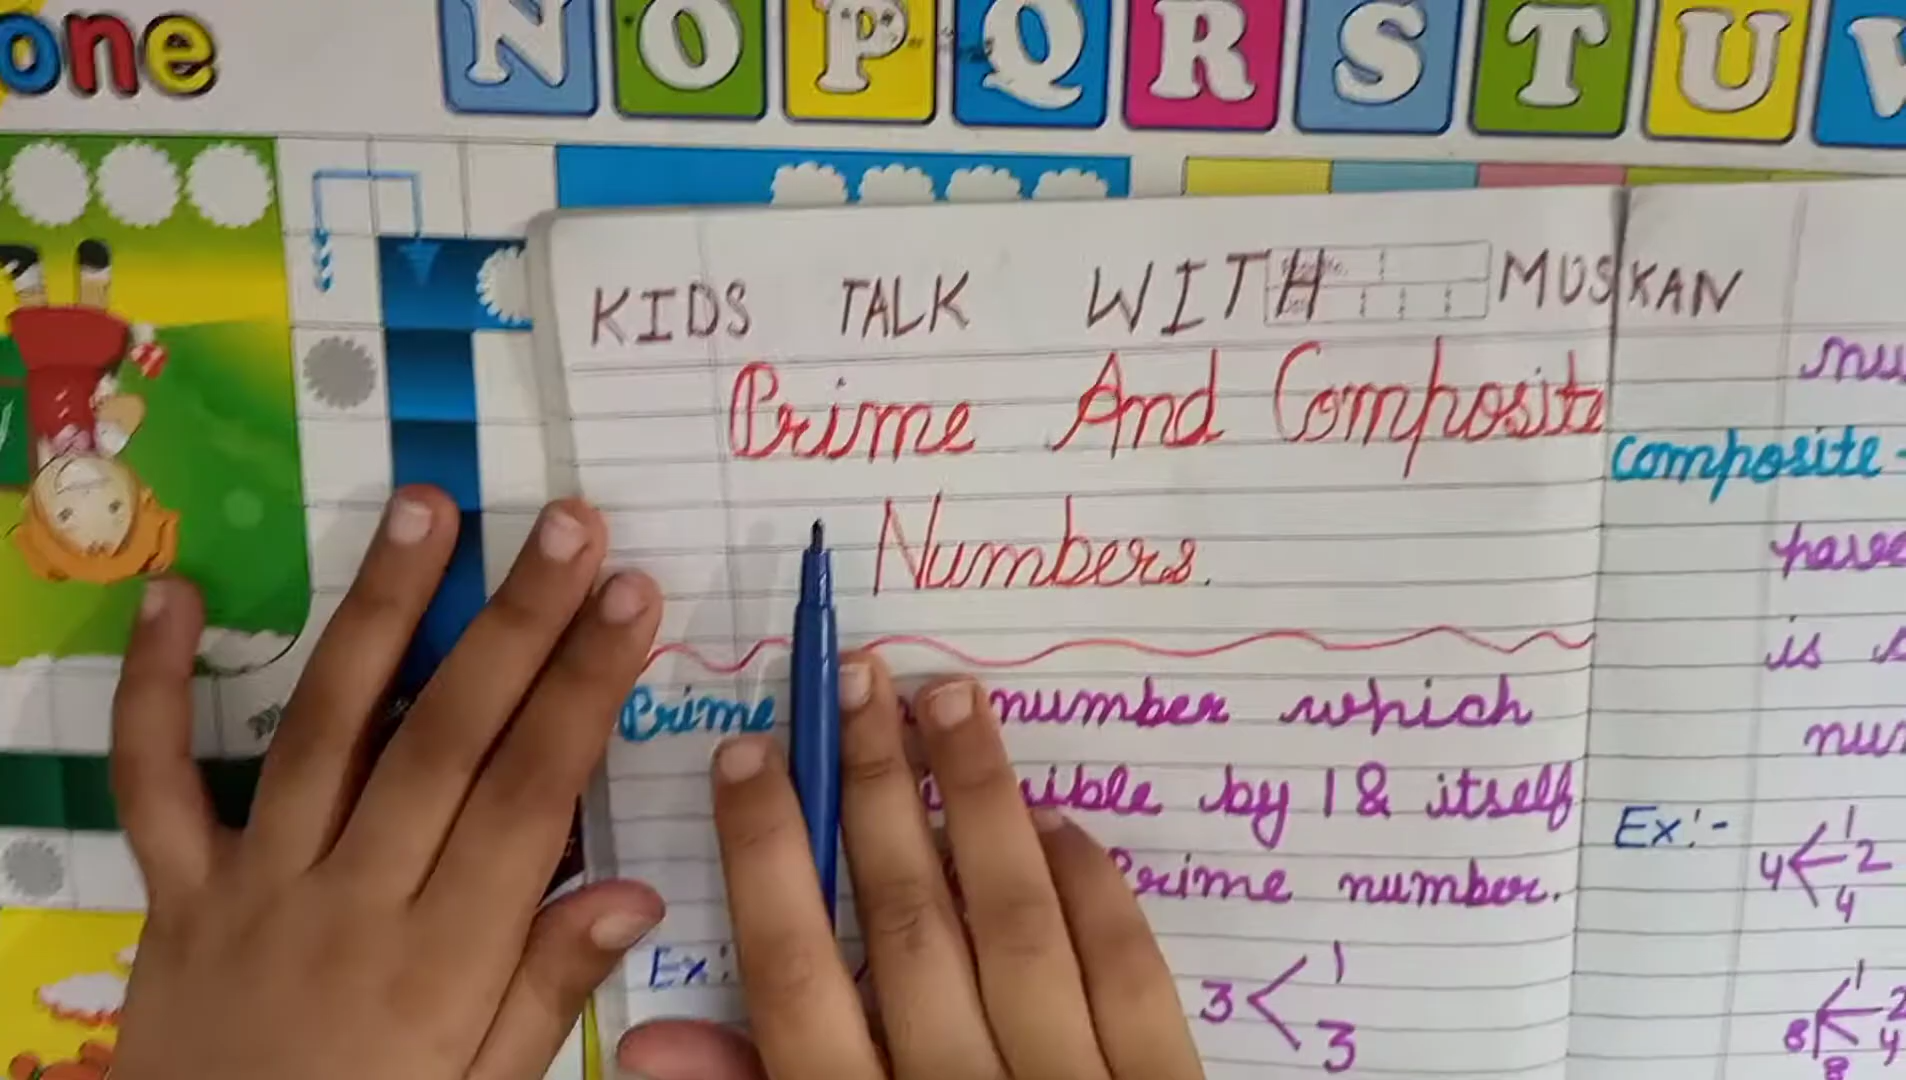 one
N O P Q R S T U V
KIDS TALK WITH MUSKAN
Prime And Composite
Numbers.
Prime number which
by 1 & itself
Prime number.
Ex:
3 1
3
composite -
is
Ex:-
4 1
2
4
8 1
2
4
8